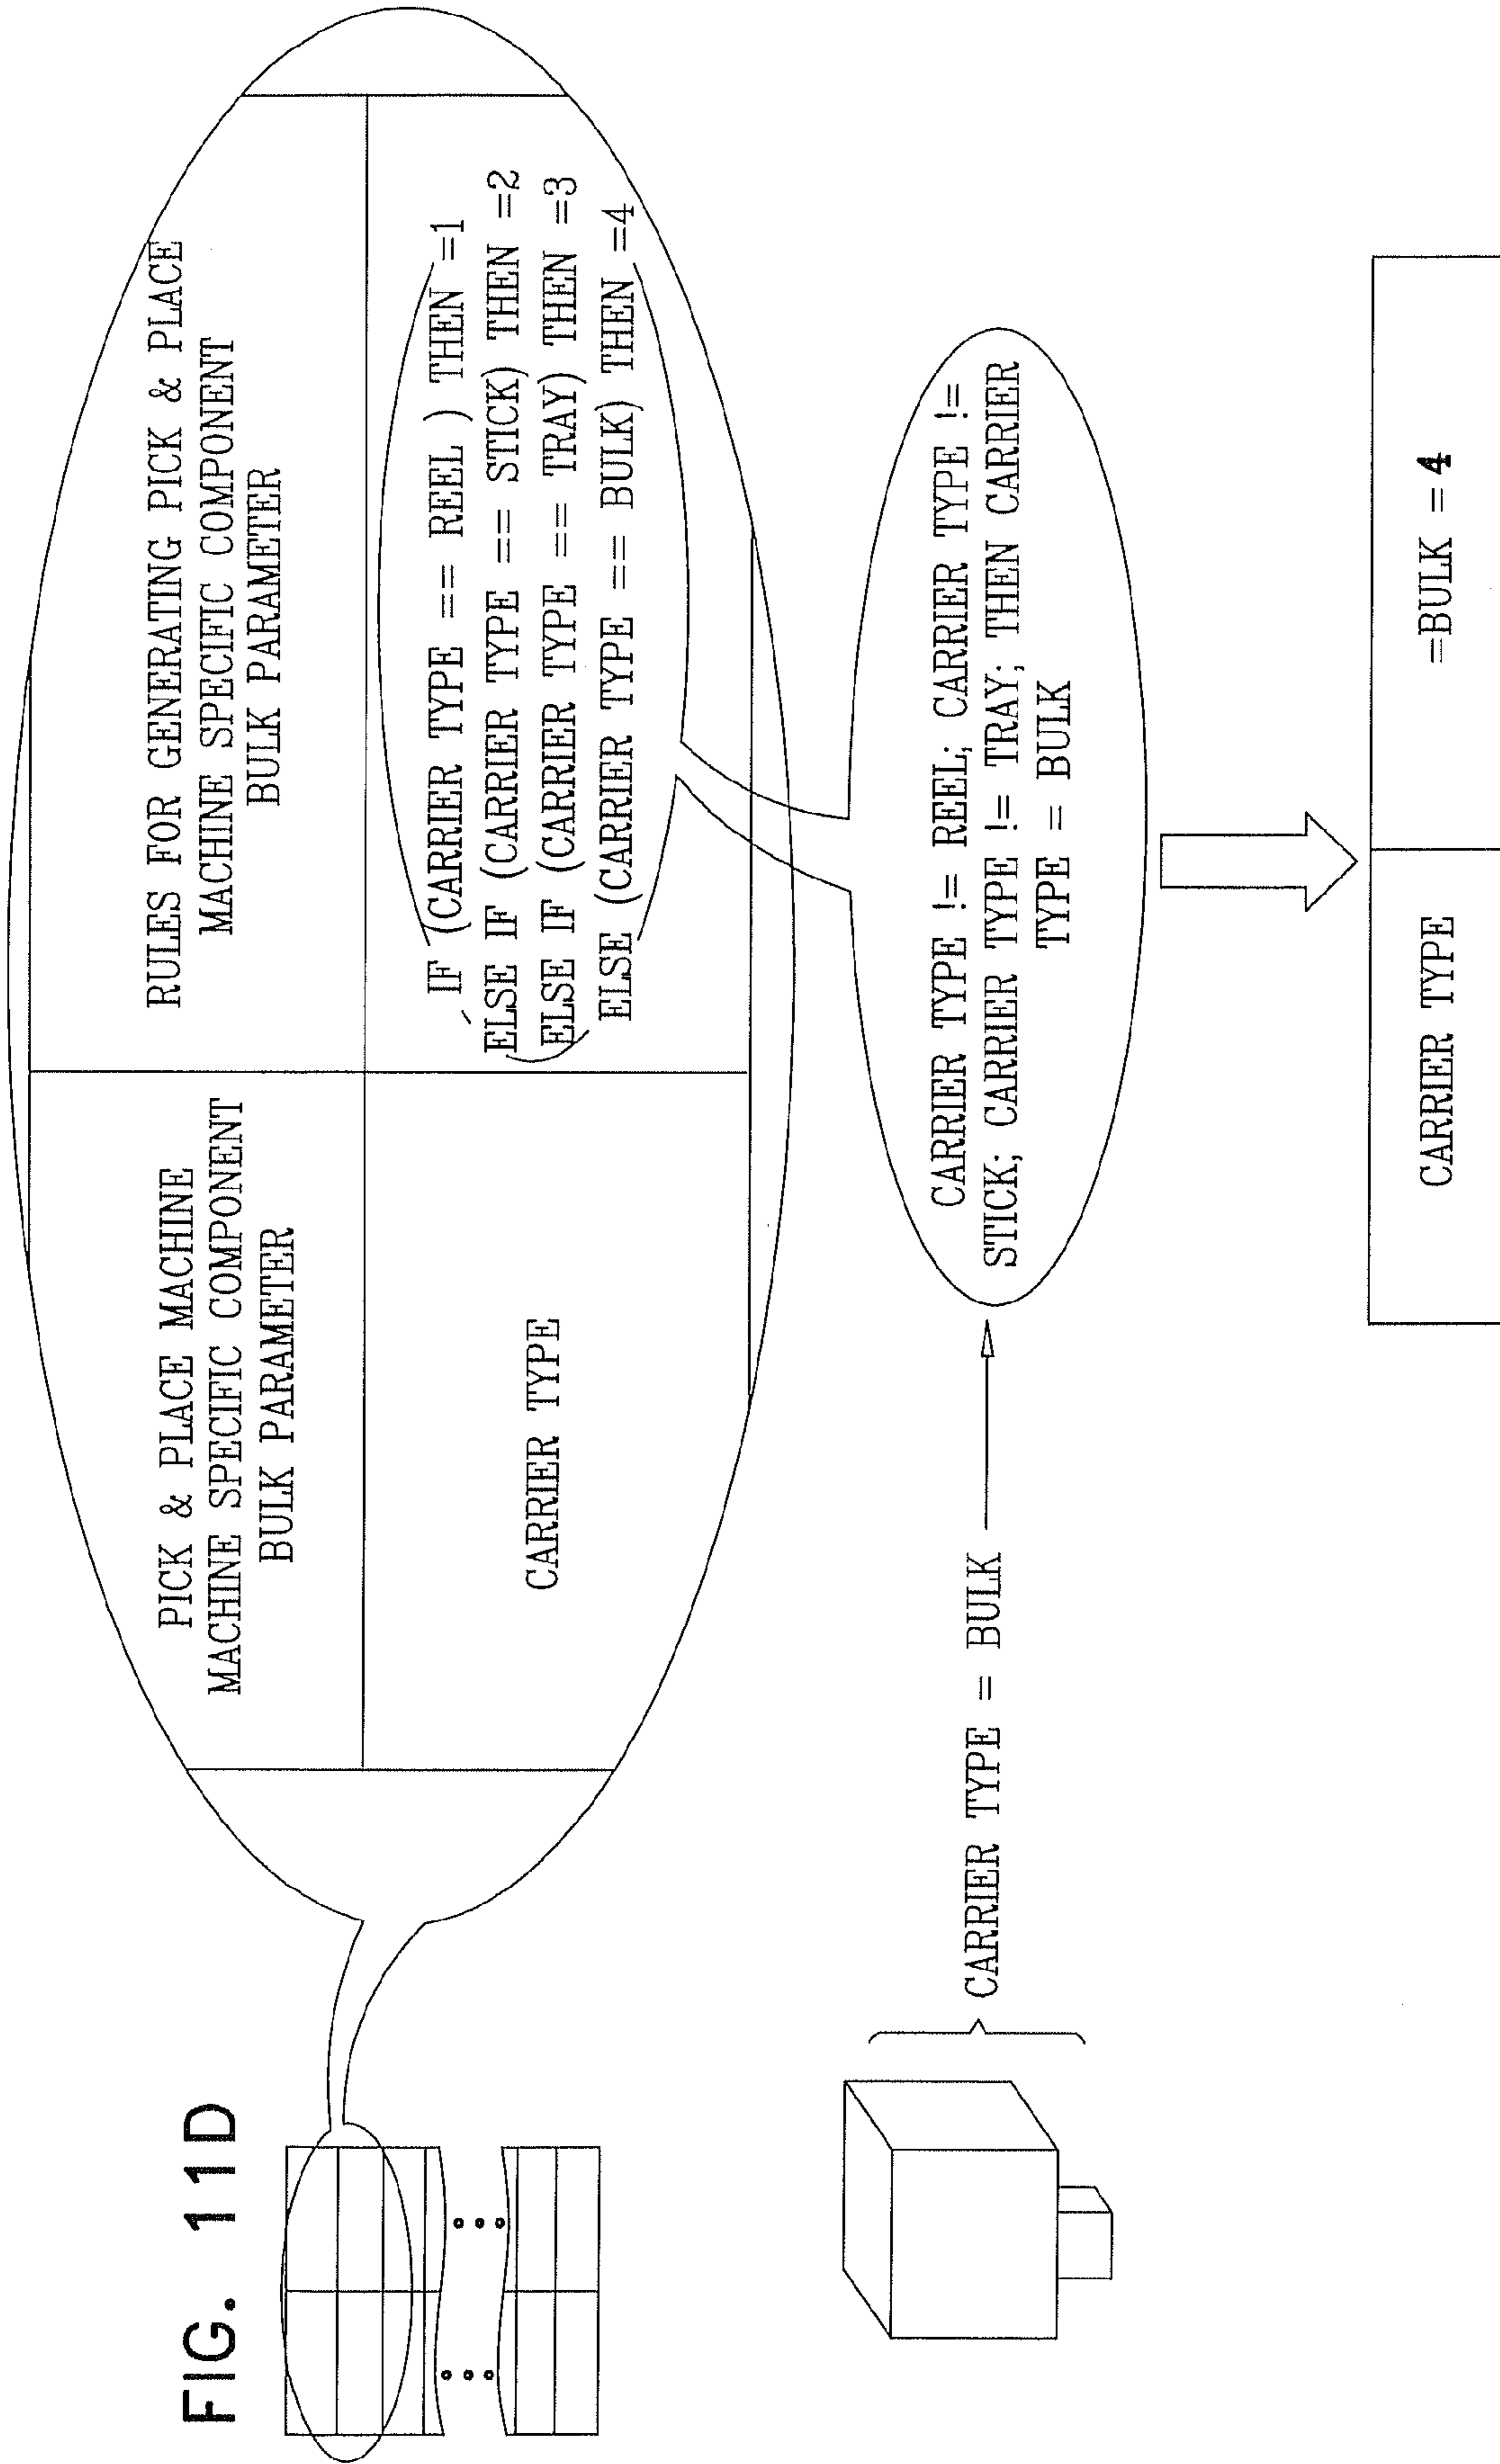 FIG. 11D
PICK & PLACE MACHINE
MACHINE SPECIFIC COMPONENT
BULK PARAMETER
RULES FOR GENERATING PICK & PLACE
MACHINE SPECIFIC COMPONENT
BULK PARAMETER
CARRIER TYPE
IF (CARRIER TYPE == REEL ) THEN =1
ELSE IF (CARRIER TYPE == STICK) THEN =2
ELSE IF (CARRIER TYPE == TRAY) THEN =3
ELSE (CARRIER TYPE == BULK) THEN =4
CARRIER TYPE = BULK
CARRIER TYPE != REEL; CARRIER TYPE !=
STICK; CARRIER TYPE != TRAY; THEN CARRIER
TYPE = BULK
CARRIER TYPE
=BULK =4